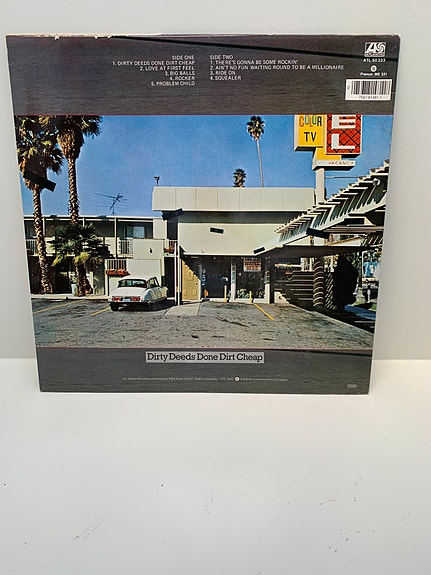 SIDE ONE
1. DIRTY DEEDS DONE DIRT CHEAP
2. LOVE AT FIRST FEEL
3. BIG BALLS
4. ROCKER
5. PROBLEM CHILD
SIDE TWO
1. THERE'S GONNA BE SOME ROCKIN'
2. AIN'T NO FUN WAITING ROUND TO BE A MILLIONAIRE
3. RIDE ON
4. SQUEALER
ATLANTIC
ATL 50 323
France: WE 321
COLOR
TV
EL
VACANCY
Dirty Deeds Done Dirt Cheap